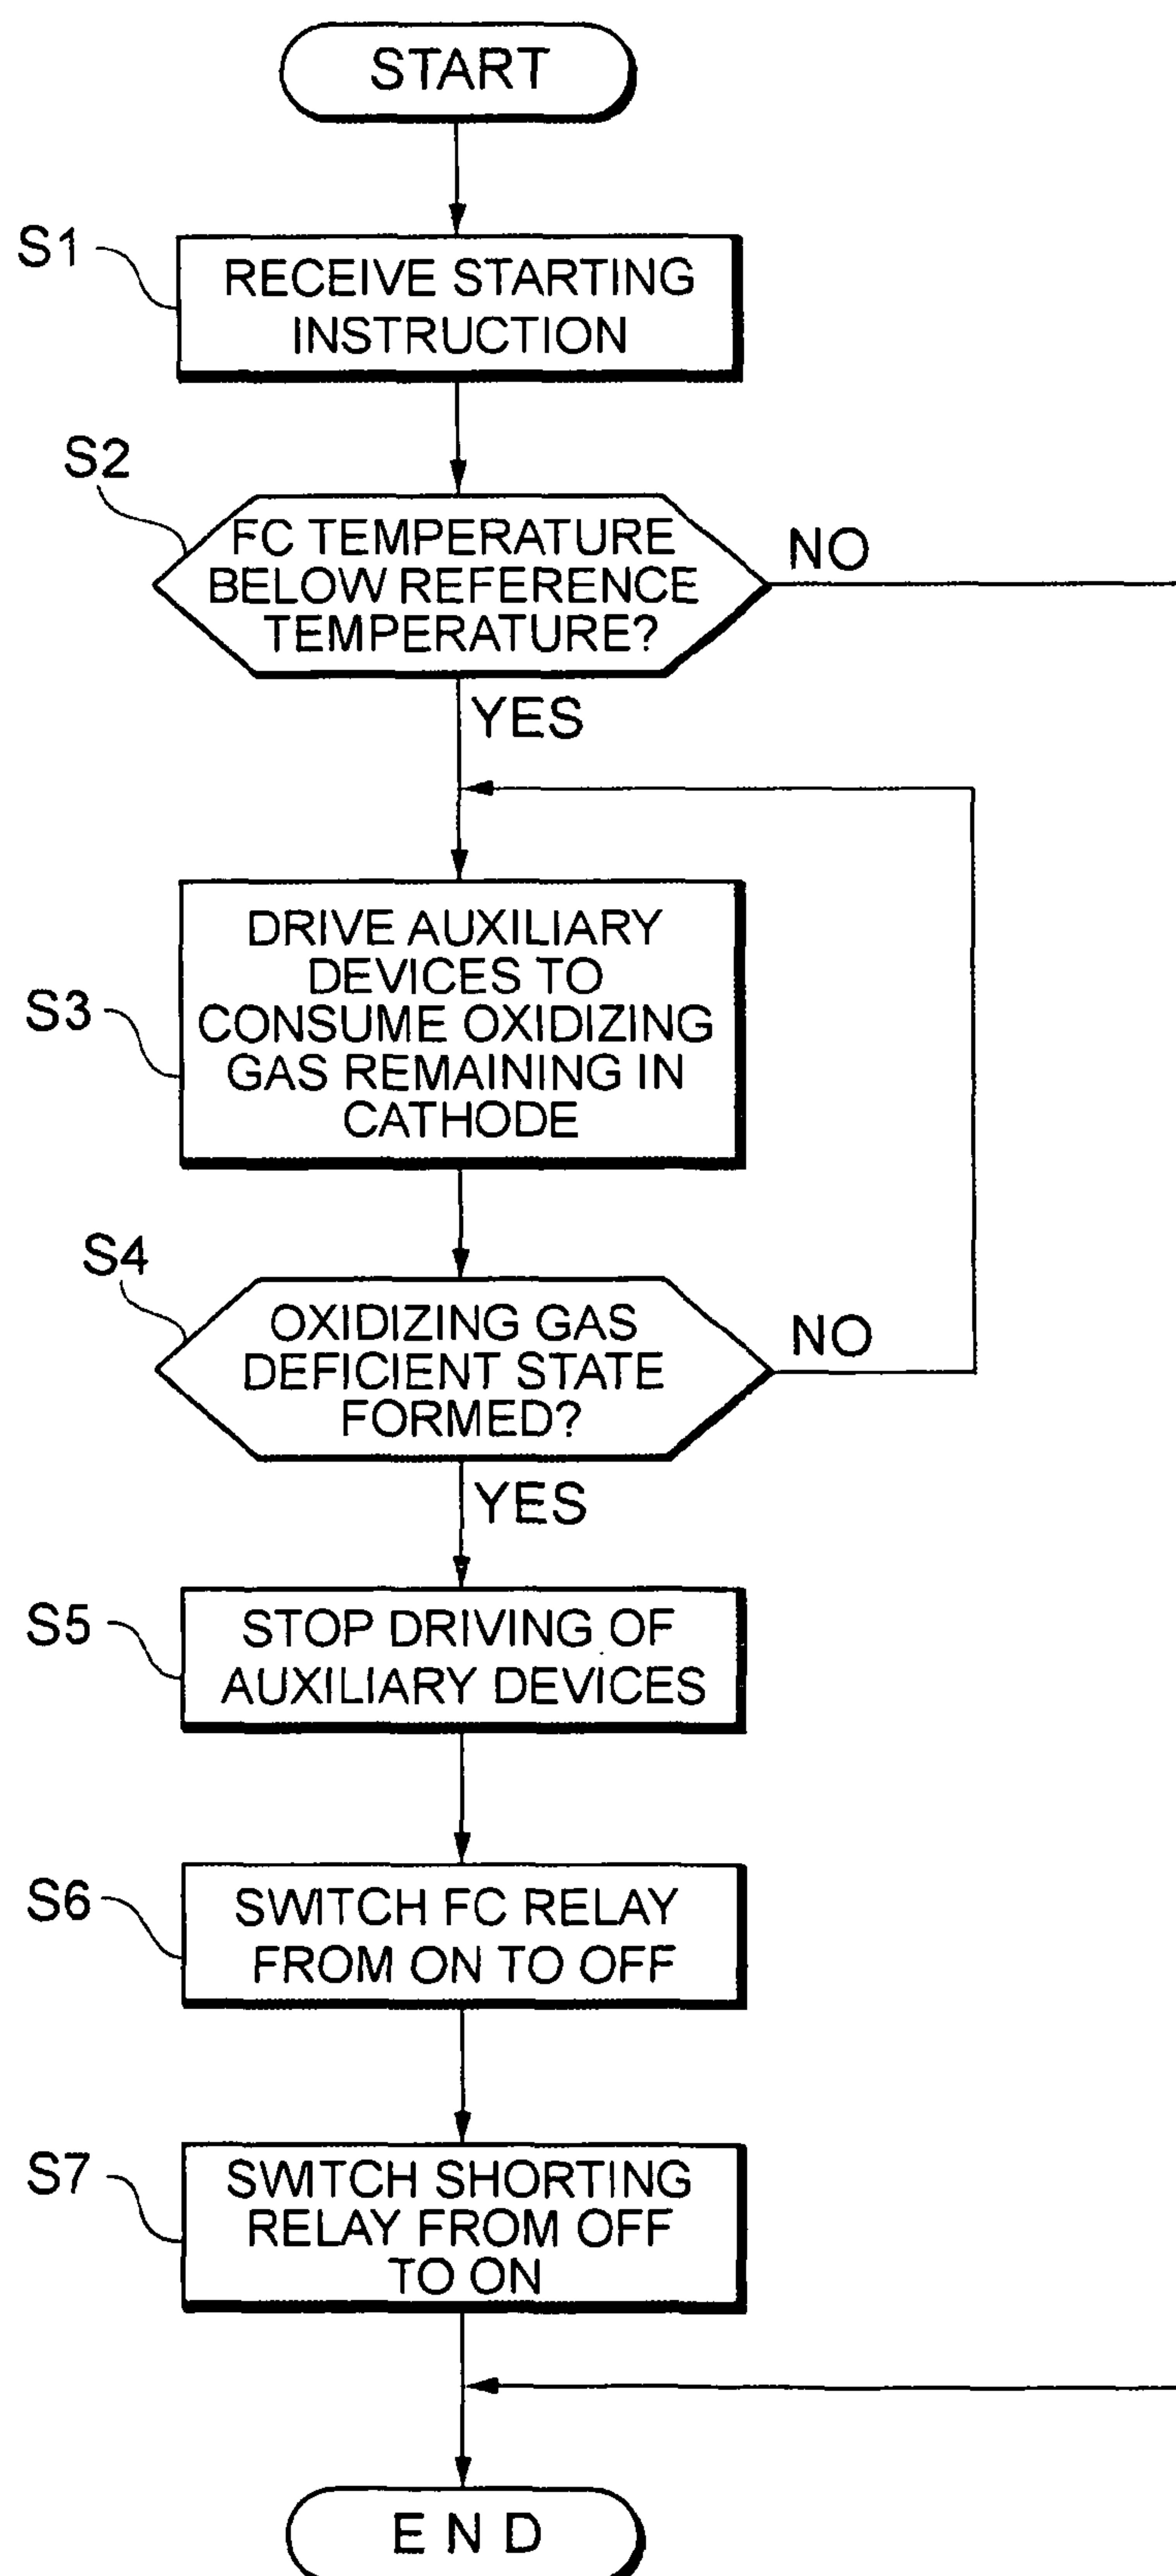 START
S1
RECEIVE STARTING
INSTRUCTION
S2
FC TEMPERATURE
BELOW REFERENCE
TEMPERATURE?
NO
YES
S3
DRIVE AUXILIARY
DEVICES TO
CONSUME OXIDIZING
GAS REMAINING IN
CATHODE
S4
OXIDIZING GAS
DEFICIENT STATE
FORMED?
NO
YES
S5
STOP DRIVING OF
AUXILIARY DEVICES
S6
SWITCH FC RELAY
FROM ON TO OFF
S7
SWITCH SHORTING
RELAY FROM OFF
TO ON
END